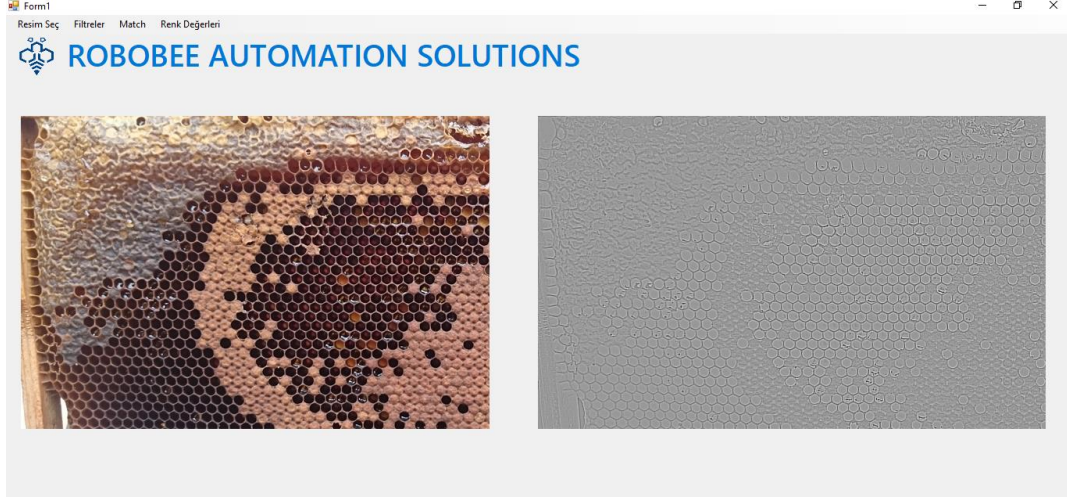 Form1
Resim Seç Filtreler Match Renk Değerleri
ROBOBEE AUTOMATION SOLUTIONS